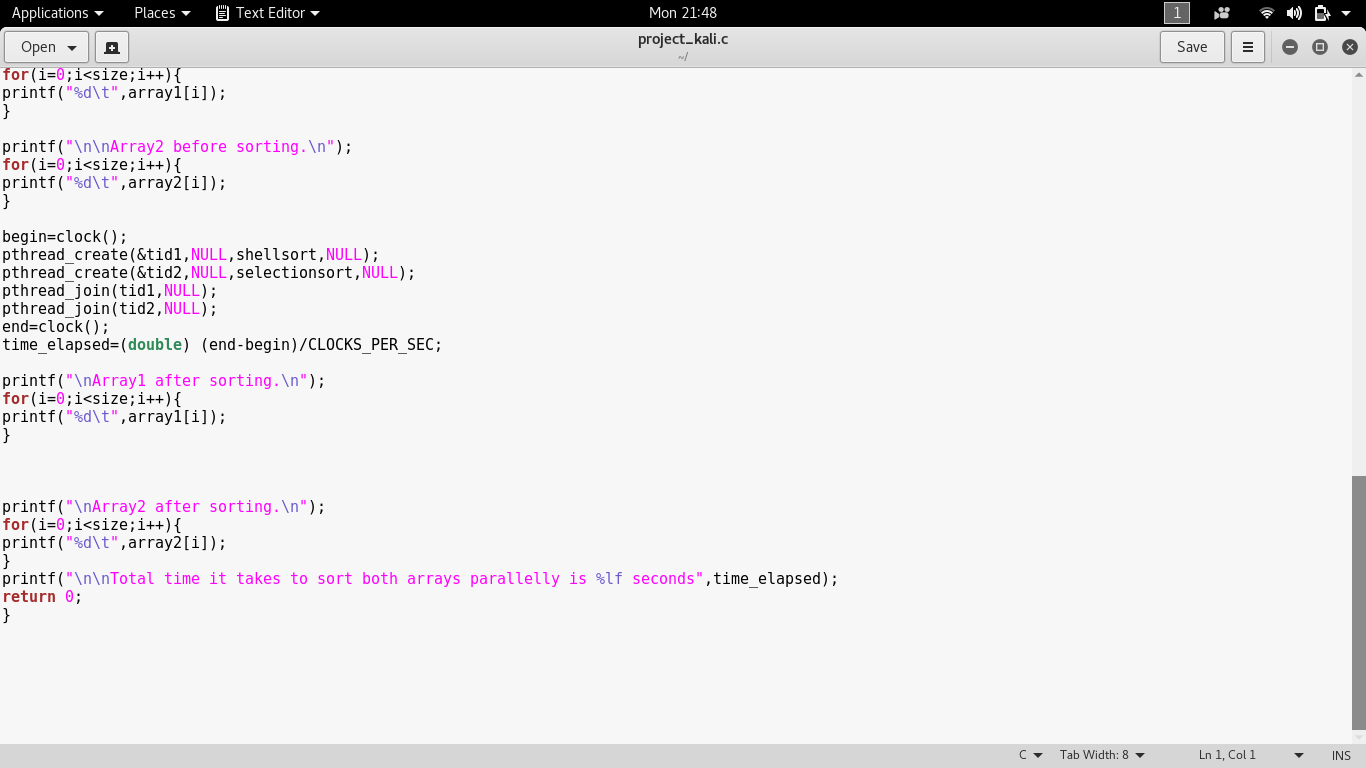 Applications Places Text Editor Mon 21:48 1
Open project_kali.c Save
~/
for(i=0;i<size;i++){
printf("%d\t",array1[i]);
}
printf("\n\nArray2 before sorting.\n");
for(i=0;i<size;i++){
printf("%d\t",array2[i]);
}
begin=clock();
pthread_create(&tid1,NULL,shellsort,NULL);
pthread_create(&tid2,NULL,selectionsort,NULL);
pthread_join(tid1,NULL);
pthread_join(tid2,NULL);
end=clock();
time_elapsed=(double) (end-begin)/CLOCKS_PER_SEC;
printf("\nArray1 after sorting.\n");
for(i=0;i<size;i++){
printf("%d\t",array1[i]);
}
printf("\nArray2 after sorting.\n");
for(i=0;i<size;i++){
printf("%d\t",array2[i]);
}
printf("\n\nTotal time it takes to sort both arrays parallelly is %lf seconds",time_elapsed);
return 0;
}
C Tab Width: 8 Ln 1, Col 1 INS